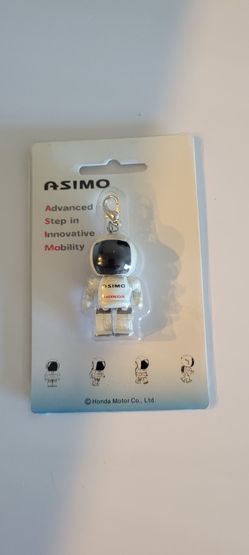 ASIMO
Advanced
Step in
Innovative
Mobility
ASIMO
© Honda Motor Co., Ltd.